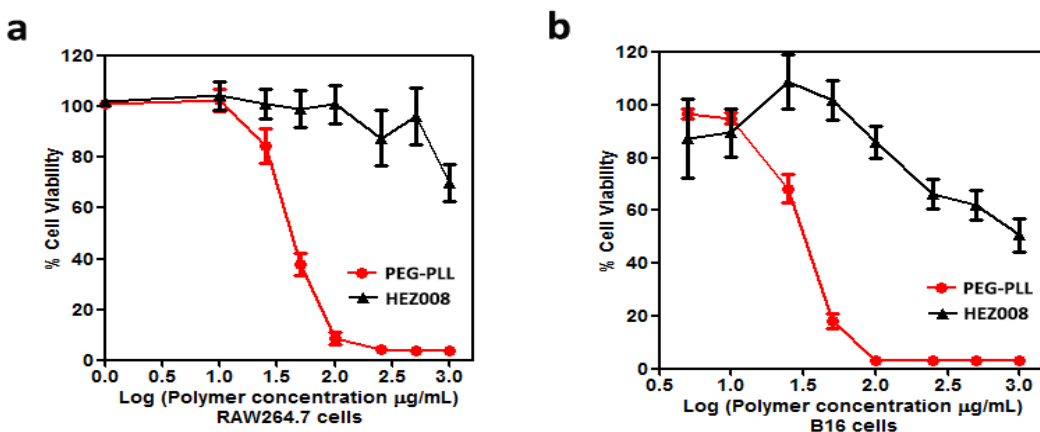 a
120
100
80
60
40
20
0
% Cell Viability
PEG-PLL
HEZ008
0.0 0.5 1.0 1.5 2.0 2.5 3.0
Log (Polymer concentration µg/mL)
RAW264.7 cells
b
120
100
80
60
40
20
0
% Cell Viability
PEG-PLL
HEZ008
0.5 1.0 1.5 2.0 2.5 3.0
Log (Polymer concentration µg/mL)
B16 cells